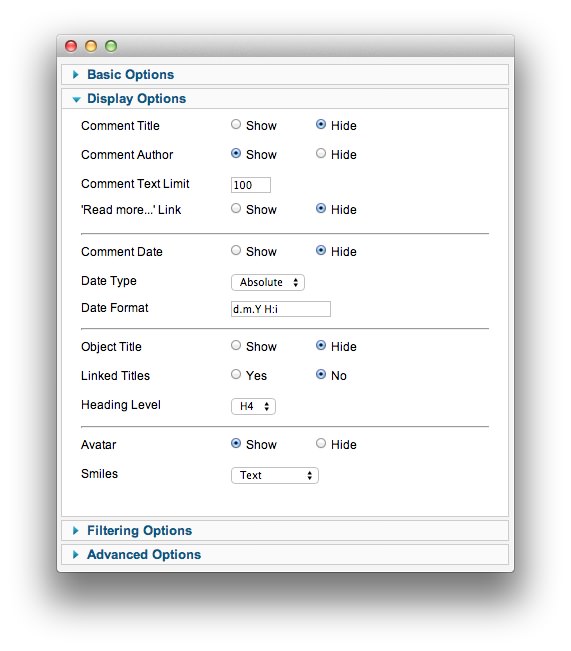 Basic Options
Display Options
Comment Title Show Hide
Comment Author Show Hide
Comment Text Limit 100
'Read more...' Link Show Hide
Comment Date Show Hide
Date Type Absolute
Date Format d.m.Y H:i
Object Title Show Hide
Linked Titles Yes No
Heading Level H4
Avatar Show Hide
Smiles Text
Filtering Options
Advanced Options